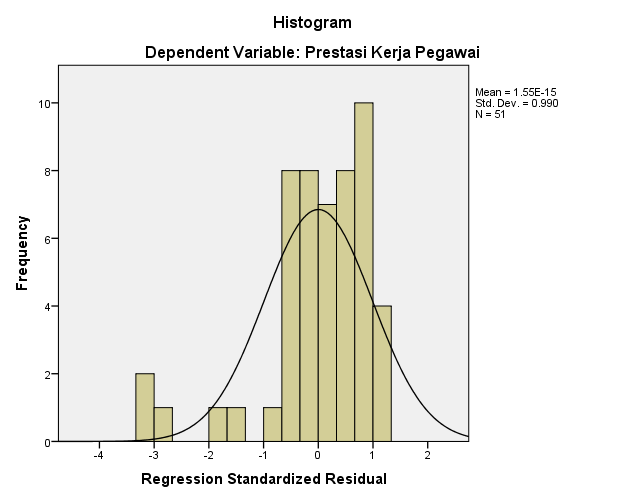 Histogram
Dependent Variable: Prestasi Kerja Pegawai
Mean = 1.55E-15
Std. Dev. = 0.990
N = 51
Frequency
10
8
6
4
2
0
-4 -3 -2 -1 0 1 2
Regression Standardized Residual